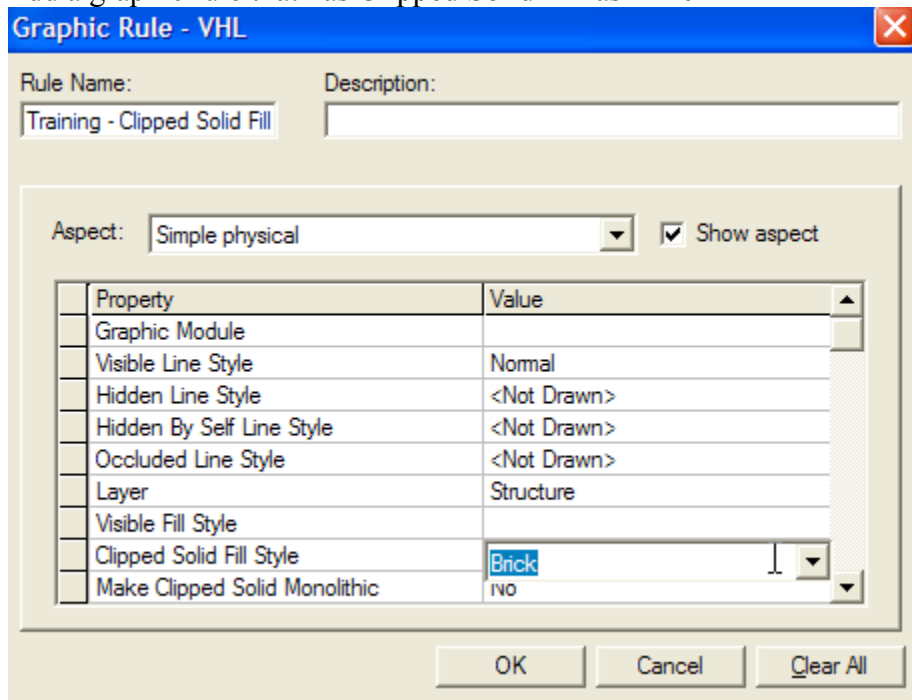 Graphic Rule - VHL
Rule Name: Description:
Training - Clipped Solid Fill
Aspect: Simple physical Show aspect
Property Value
Graphic Module
Visible Line Style Normal
Hidden Line Style <Not Drawn>
Hidden By Self Line Style <Not Drawn>
Occluded Line Style <Not Drawn>
Layer Structure
Visible Fill Style
Clipped Solid Fill Style Brick
Make Clipped Solid Monolithic No
OK Cancel Clear All